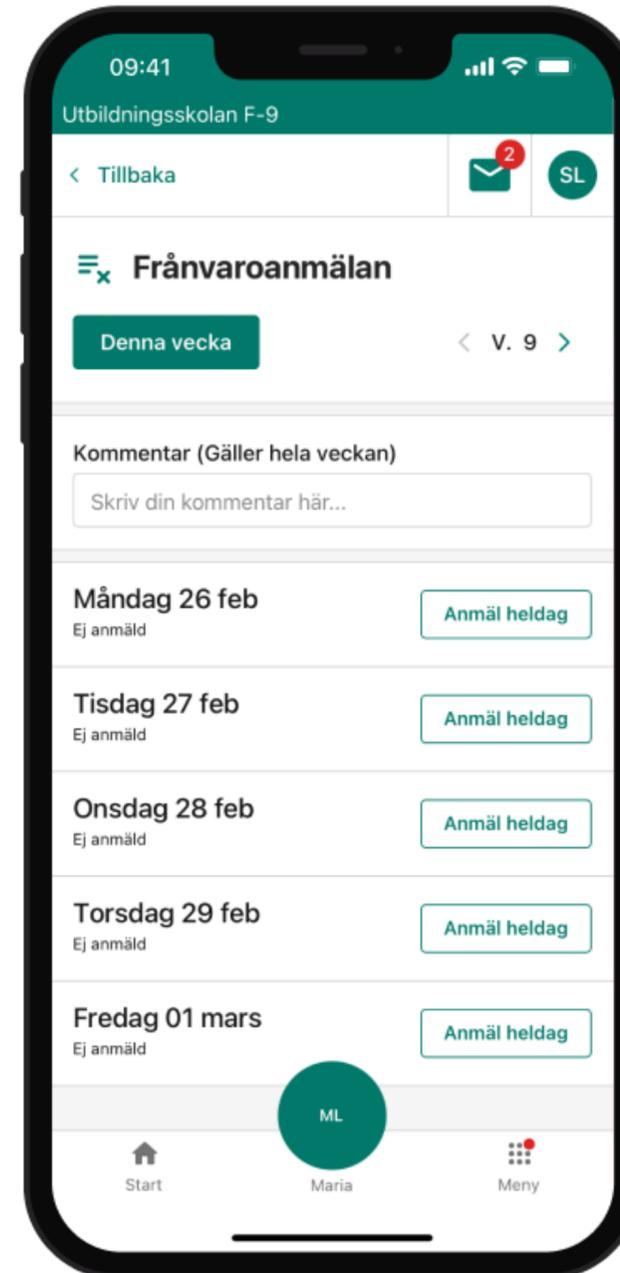 09:41
Utbildningsskolan F-9
Tillbaka
2
SL
Frånvaroanmälan
Denna vecka
V. 9
Kommentar (Gäller hela veckan)
Skriv din kommentar här...
Måndag 26 feb
Anmäl heldag
Ej anmäld
Tisdag 27 feb
Anmäl heldag
Ej anmäld
Onsdag 28 feb
Anmäl heldag
Ej anmäld
Torsdag 29 feb
Anmäl heldag
Ej anmäld
Fredag 01 mars
Anmäl heldag
Ej anmäld
ML
Start
Maria
Meny